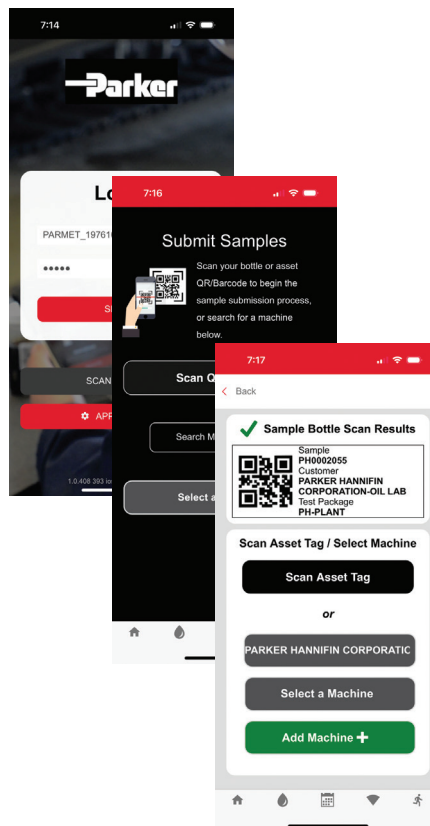 7:14
Parker
Lo
PARMET_19761
•••••
S
SCAN
APP
1.0.408 393 ios
7:16
Submit Samples
Scan your bottle or asset
QR/Barcode to begin the
sample submission process,
or search for a machine
below.
Scan Q
Search M
Select a
7:17
Back
Sample Bottle Scan Results
Sample
PH0002055
Customer
PARKER HANNIFIN
CORPORATION-OIL LAB
Test Package
PH-PLANT
Scan Asset Tag / Select Machine
Scan Asset Tag
or
PARKER HANNIFIN CORPORATIC
Select a Machine
Add Machine +